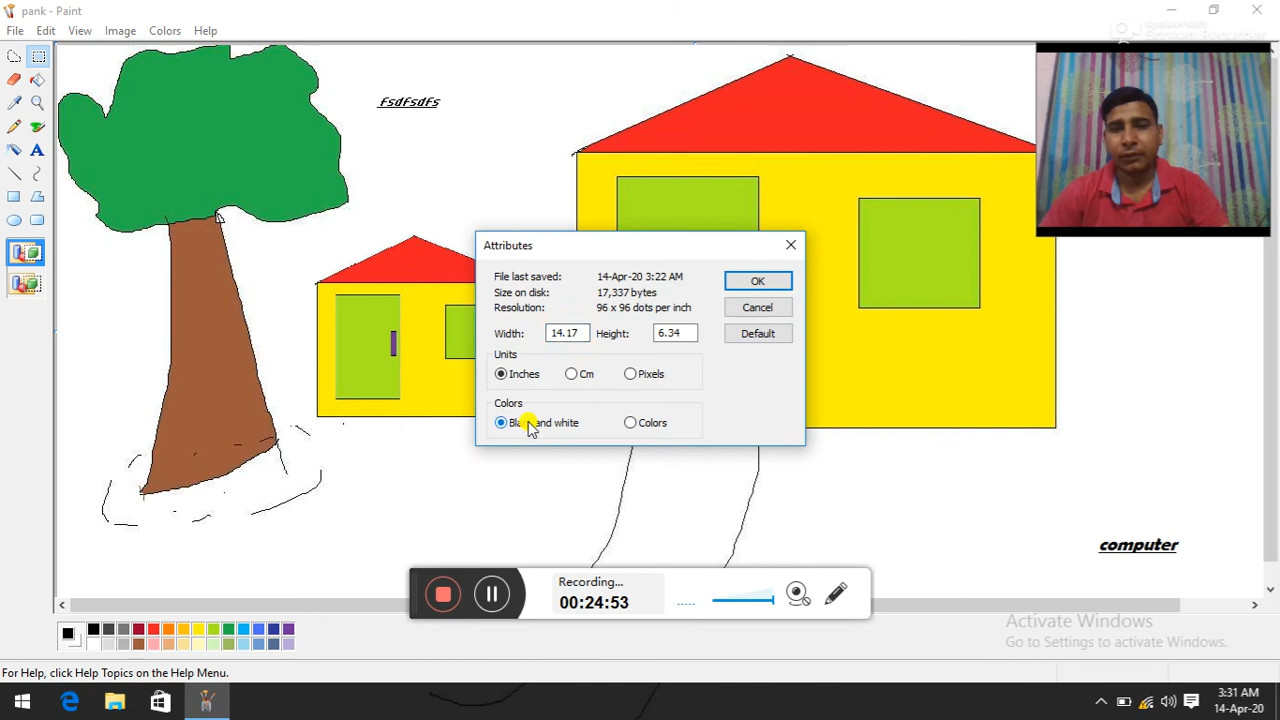 pank - Paint
File Edit View Image Colors Help
FsdFsdFs
Attributes
File last saved: 14-Apr-20 3:22 AM
Size on disk: 17,337 bytes
Resolution: 96 x 96 dots per inch
Width: 14.17 Height: 6.34
Units
Inches Cm Pixels
Colors
Black and white Colors
OK
Cancel
Default
computer
Recording...
00:24:53
Activate Windows
Go to Settings to activate Windows.
For Help, click Help Topics on the Help Menu.
3:31 AM
14-Apr-20